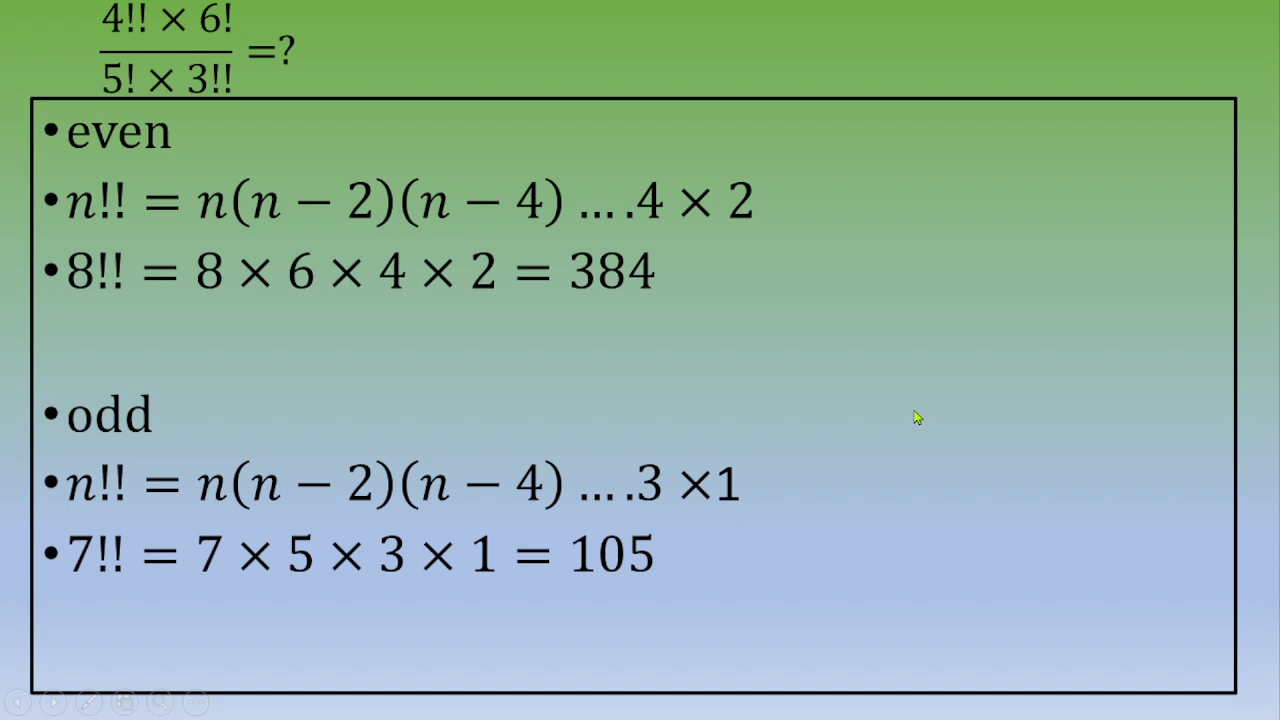 4!! × 6!
5! × 3!!
=?
•even
•n!! = n(n − 2)(n − 4) ... .4 × 2
•8!! = 8 × 6 × 4 × 2 = 384
•odd
•n!! = n(n − 2)(n − 4) ... .3 ×1
•7!! = 7 × 5 × 3 × 1 = 105